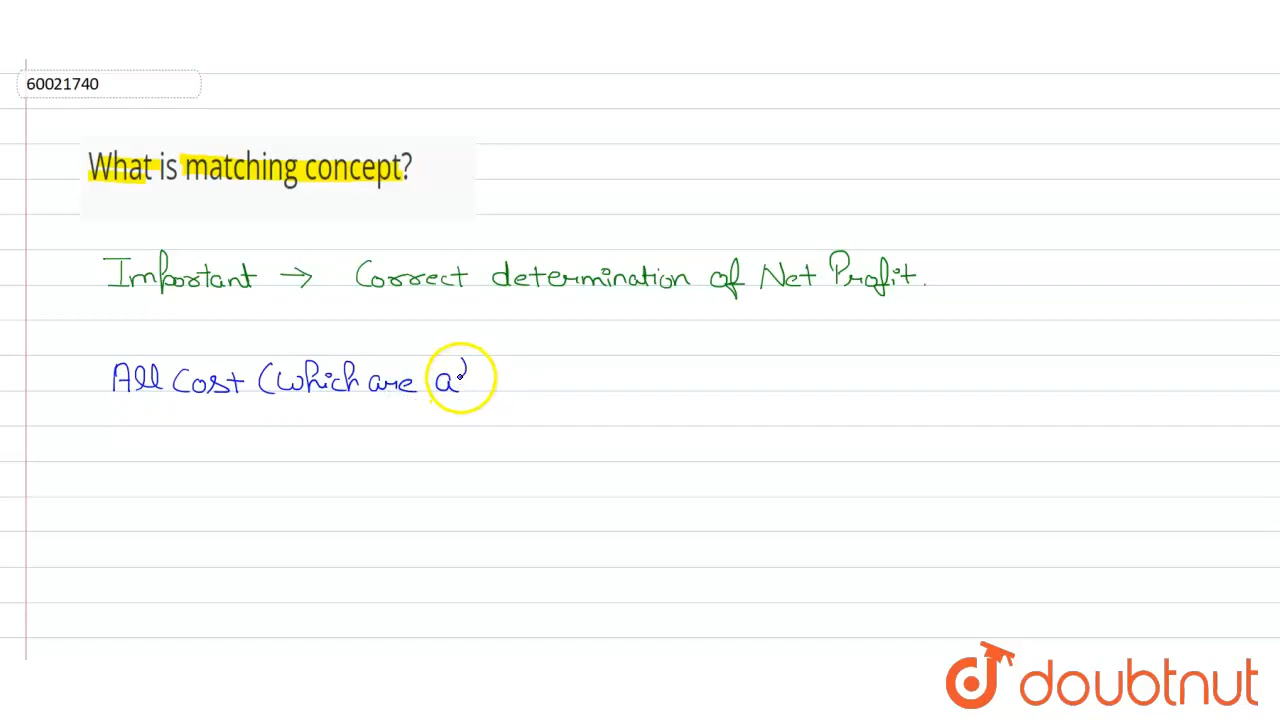 60021740
What is matching concept?
Important → Correct determination of Net Profit.
All Cost (which are
doubtnut